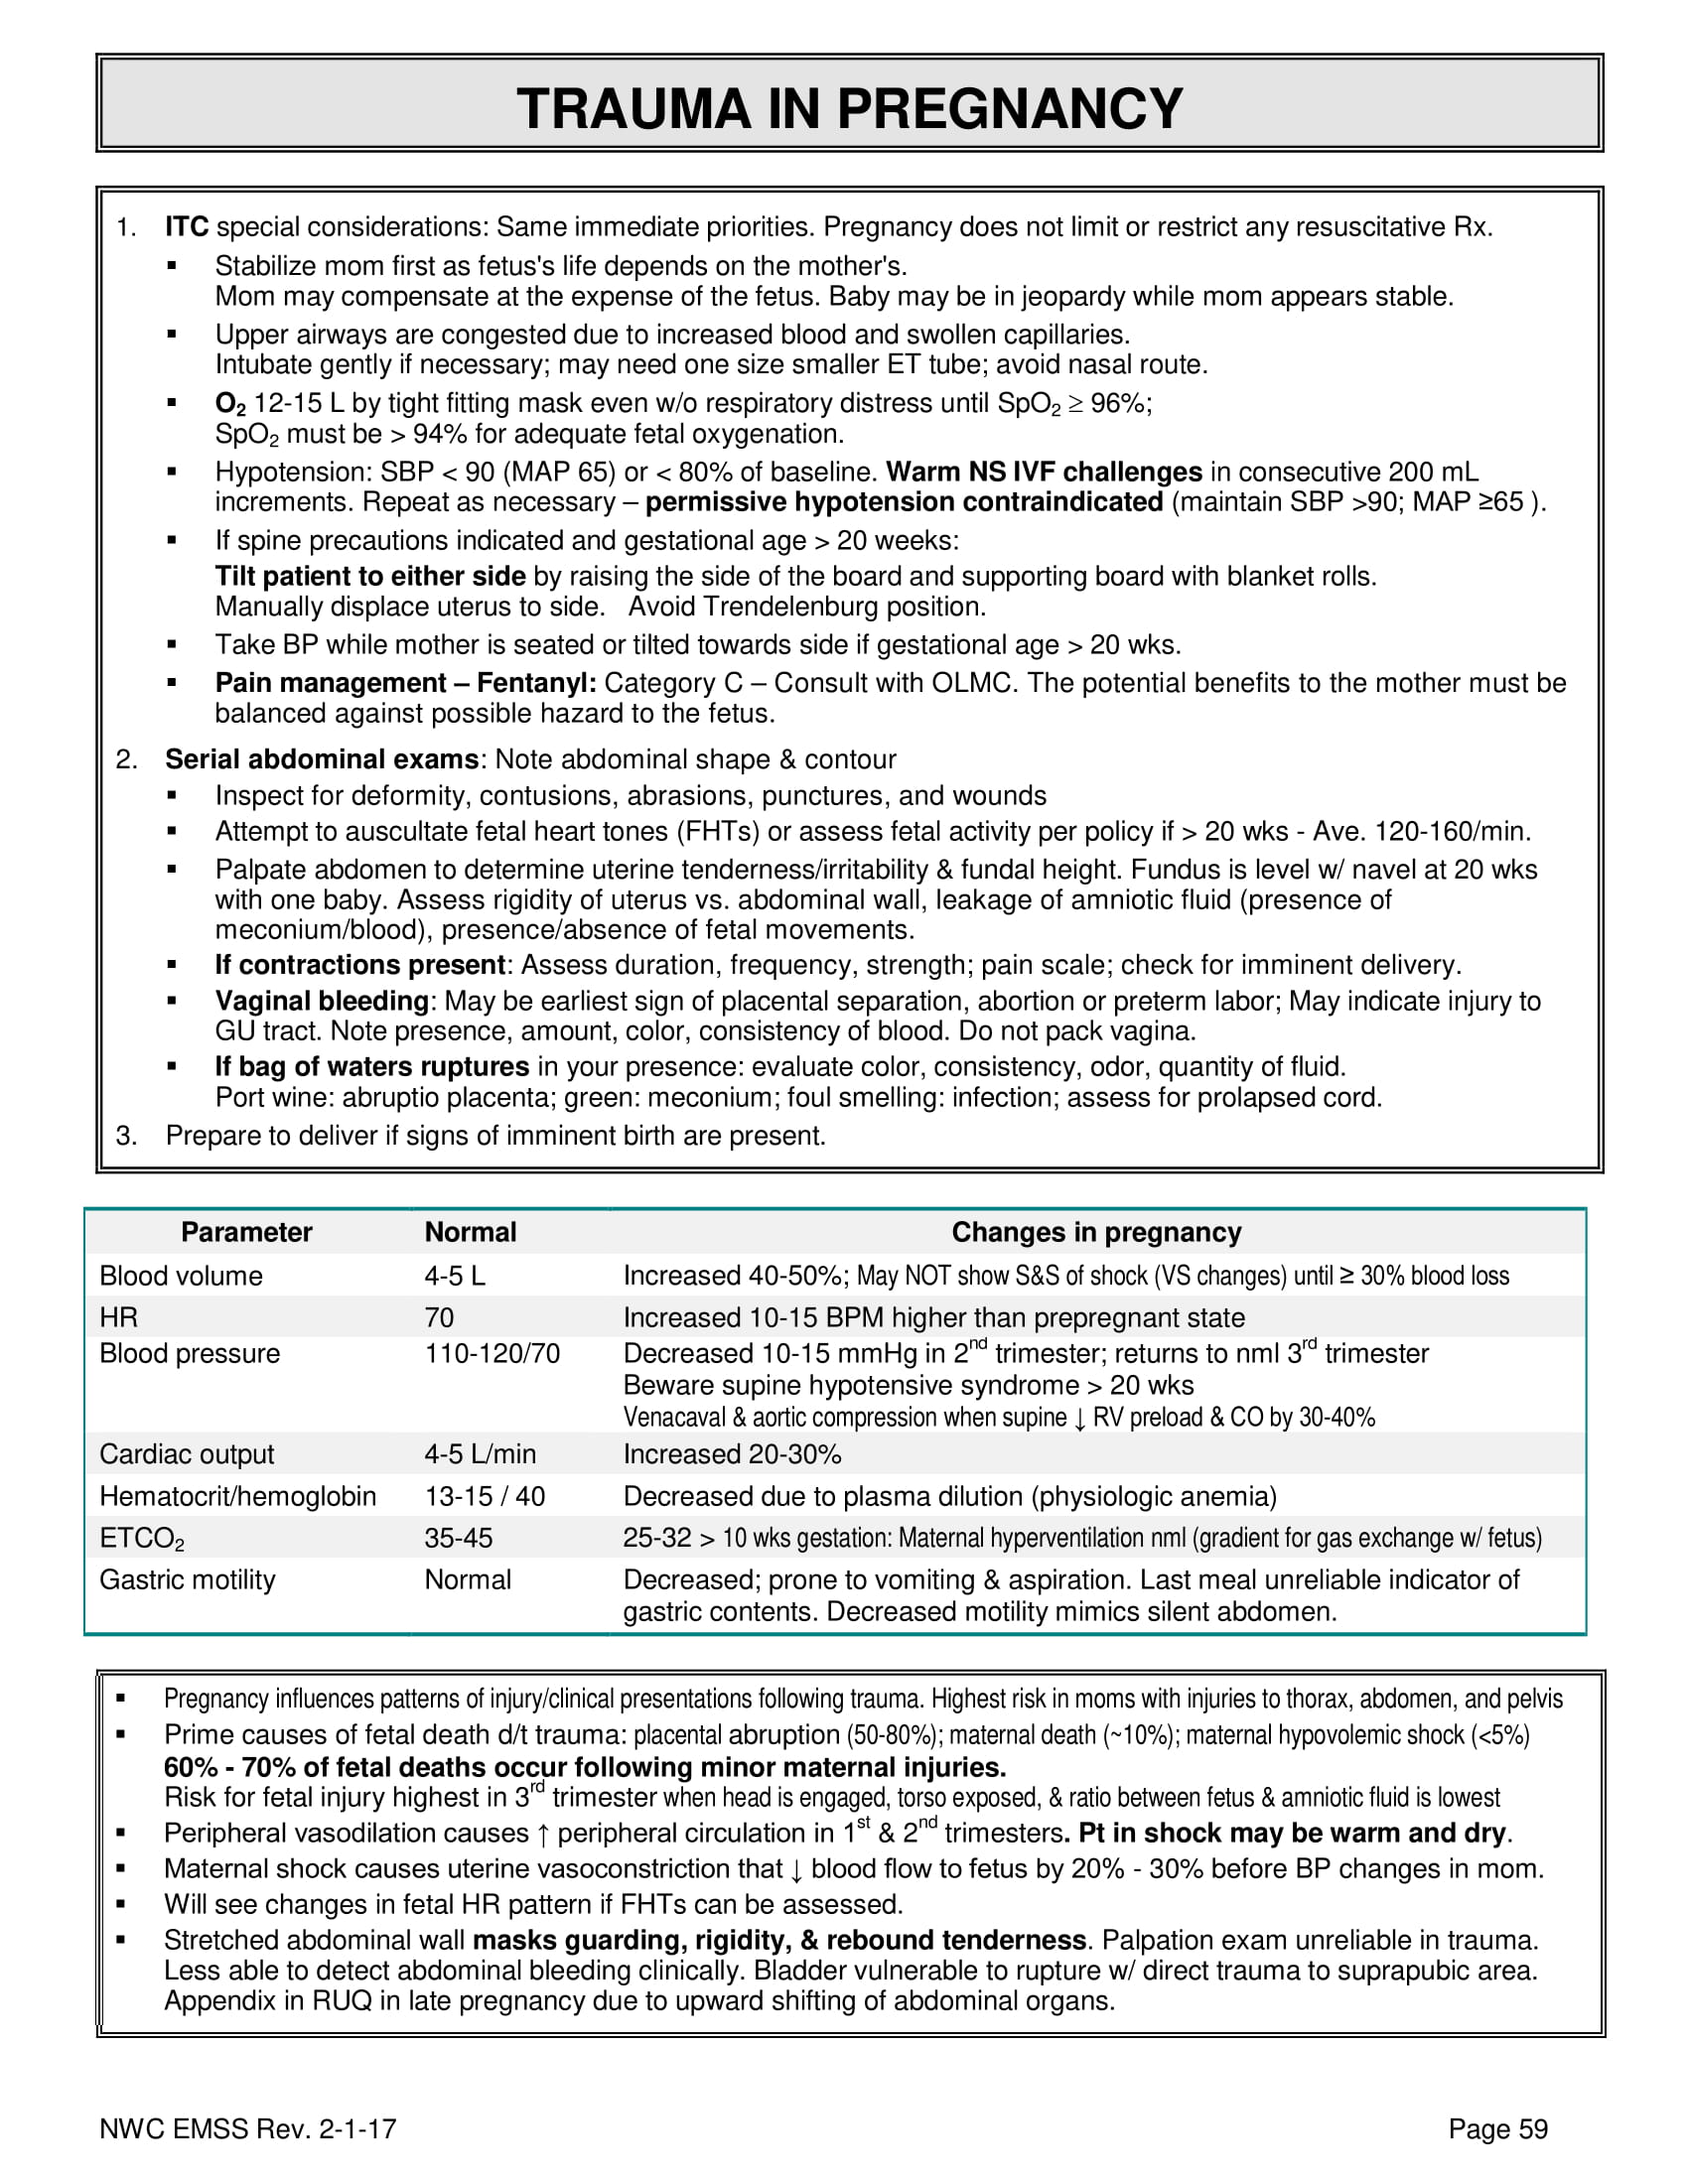 TRAUMA IN PREGNANCY
1. ITC special considerations: Same immediate priorities. Pregnancy does not limit or restrict any resuscitative Rx.
▪ Stabilize mom first as fetus's life depends on the mother's.
Mom may compensate at the expense of the fetus. Baby may be in jeopardy while mom appears stable.
▪ Upper airways are congested due to increased blood and swollen capillaries.
Intubate gently if necessary; may need one size smaller ET tube; avoid nasal route.
▪ O₂ 12-15 L by tight fitting mask even w/o respiratory distress until SpO₂ ≥ 96%;
SpO₂ must be > 94% for adequate fetal oxygenation.
▪ Hypotension: SBP < 90 (MAP 65) or < 80% of baseline. Warm NS IVF challenges in consecutive 200 mL
increments. Repeat as necessary – permissive hypotension contraindicated (maintain SBP >90; MAP ≥65 ).
▪ If spine precautions indicated and gestational age > 20 weeks:
Tilt patient to either side by raising the side of the board and supporting board with blanket rolls.
Manually displace uterus to side. Avoid Trendelenburg position.
▪ Take BP while mother is seated or tilted towards side if gestational age > 20 wks.
▪ Pain management – Fentanyl: Category C – Consult with OLMC. The potential benefits to the mother must be
balanced against possible hazard to the fetus.
2. Serial abdominal exams: Note abdominal shape & contour
▪ Inspect for deformity, contusions, abrasions, punctures, and wounds
▪ Attempt to auscultate fetal heart tones (FHTs) or assess fetal activity per policy if > 20 wks - Ave. 120-160/min.
▪ Palpate abdomen to determine uterine tenderness/irritability & fundal height. Fundus is level w/ navel at 20 wks
with one baby. Assess rigidity of uterus vs. abdominal wall, leakage of amniotic fluid (presence of
meconium/blood), presence/absence of fetal movements.
▪ If contractions present: Assess duration, frequency, strength; pain scale; check for imminent delivery.
▪ Vaginal bleeding: May be earliest sign of placental separation, abortion or preterm labor; May indicate injury to
GU tract. Note presence, amount, color, consistency of blood. Do not pack vagina.
▪ If bag of waters ruptures in your presence: evaluate color, consistency, odor, quantity of fluid.
Port wine: abruptio placenta; green: meconium; foul smelling: infection; assess for prolapsed cord.
3. Prepare to deliver if signs of imminent birth are present.
Parameter Normal Changes in pregnancy
Blood volume 4-5 L Increased 40-50%; May NOT show S&S of shock (VS changes) until ≥ 30% blood loss
HR 70 Increased 10-15 BPM higher than prepregnant state
Blood pressure 110-120/70 Decreased 10-15 mmHg in 2nd trimester; returns to nml 3rd trimester
Beware supine hypotensive syndrome > 20 wks
Venacaval & aortic compression when supine ↓ RV preload & CO by 30-40%
Cardiac output 4-5 L/min Increased 20-30%
Hematocrit/hemoglobin 13-15 / 40 Decreased due to plasma dilution (physiologic anemia)
ETCO₂ 35-45 25-32 > 10 wks gestation: Maternal hyperventilation nml (gradient for gas exchange w/ fetus)
Gastric motility Normal Decreased; prone to vomiting & aspiration. Last meal unreliable indicator of
gastric contents. Decreased motility mimics silent abdomen.
▪ Pregnancy influences patterns of injury/clinical presentations following trauma. Highest risk in moms with injuries to thorax, abdomen, and pelvis
▪ Prime causes of fetal death d/t trauma: placental abruption (50-80%); maternal death (~10%); maternal hypovolemic shock (<5%)
60% - 70% of fetal deaths occur following minor maternal injuries.
Risk for fetal injury highest in 3rd trimester when head is engaged, torso exposed, & ratio between fetus & amniotic fluid is lowest
▪ Peripheral vasodilation causes ↑ peripheral circulation in 1st & 2nd trimesters. Pt in shock may be warm and dry.
▪ Maternal shock causes uterine vasoconstriction that ↓ blood flow to fetus by 20% - 30% before BP changes in mom.
▪ Will see changes in fetal HR pattern if FHTs can be assessed.
▪ Stretched abdominal wall masks guarding, rigidity, & rebound tenderness. Palpation exam unreliable in trauma.
Less able to detect abdominal bleeding clinically. Bladder vulnerable to rupture w/ direct trauma to suprapubic area.
Appendix in RUQ in late pregnancy due to upward shifting of abdominal organs.
NWC EMSS Rev. 2-1-17 Page 59